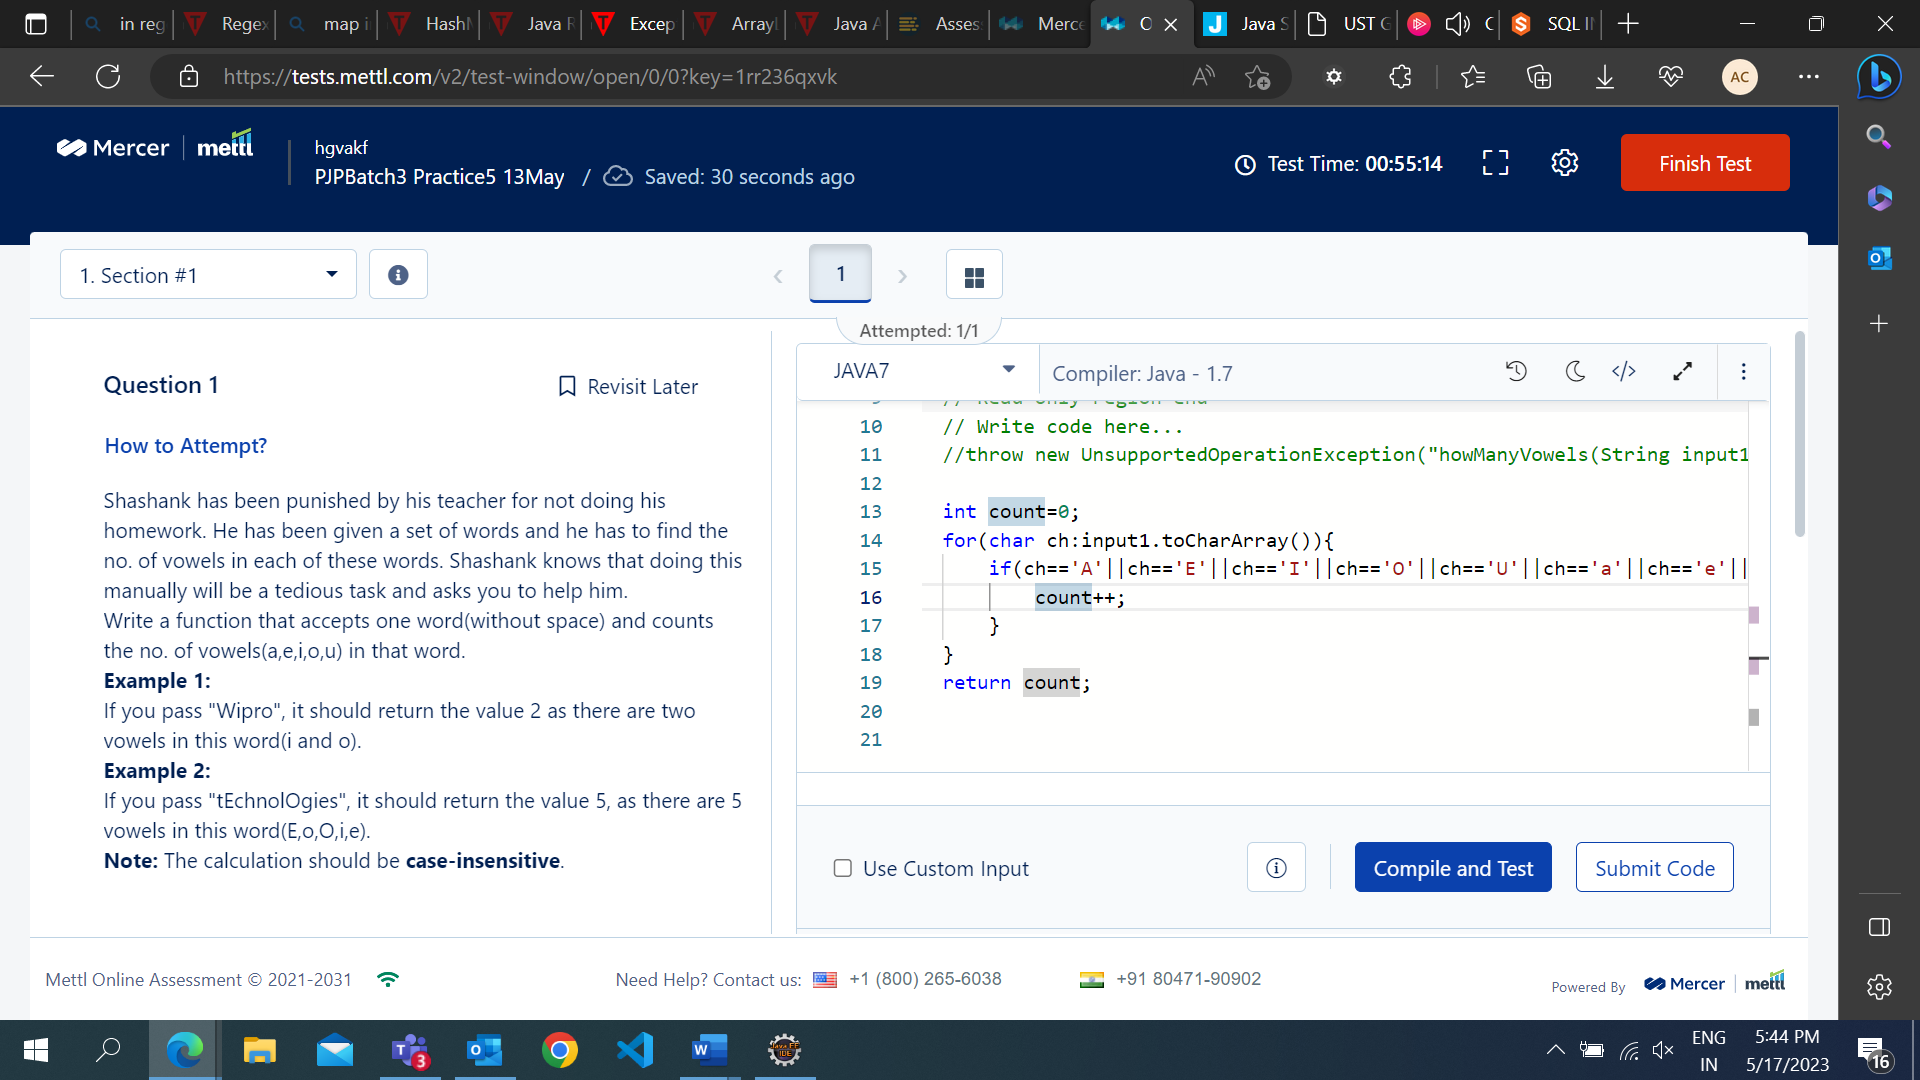 in reg
Regex
map i
HashM
Java R
Excep
Array
Java A
Asses
Merce
O
Java S
UST G
SQL I
https://tests.mettl.com/v2/test-window/open/0/0?key=1rr236qxvk
AC
Mercer | mettl
hgvakf
PJPBatch3 Practice5 13May / Saved: 30 seconds ago
Test Time: 00:55:14
Finish Test
1. Section #1
1
Attempted: 1/1
Question 1
Revisit Later
How to Attempt?
Shashank has been punished by his teacher for not doing his
homework. He has been given a set of words and he has to find the
no. of vowels in each of these words. Shashank knows that doing this
manually will be a tedious task and asks you to help him.
Write a function that accepts one word(without space) and counts
the no. of vowels(a,e,i,o,u) in that word.
Example 1:
If you pass "Wipro", it should return the value 2 as there are two
vowels in this word(i and o).
Example 2:
If you pass "tEchnolOgies", it should return the value 5, as there are 5
vowels in this word(E,o,O,i,e).
Note: The calculation should be case-insensitive.
JAVA7
Compiler: Java - 1.7
10 // Write code here...
11 //throw new UnsupportedOperationException("howManyVowels(String input1
12
13 int count=0;
14 for(char ch:input1.toCharArray()){
15 if(ch=='A'||ch=='E'||ch=='I'||ch=='O'||ch=='U'||ch=='a'||ch=='e'||
16 count++;
17 }
18 }
19 return count;
20
21
Use Custom Input
Compile and Test
Submit Code
Mettl Online Assessment © 2021-2031
Need Help? Contact us: +1 (800) 265-6038
+91 80471-90902
Powered By Mercer | mettl
3
ENG
IN
5:44 PM
5/17/2023
16